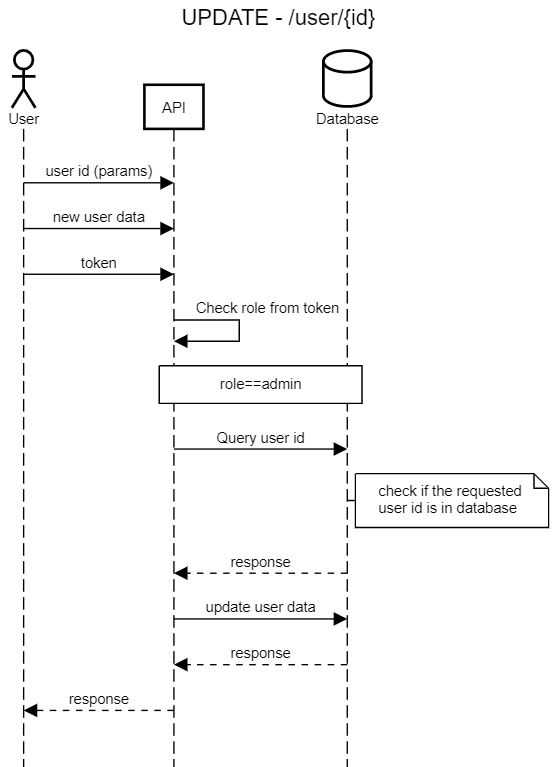 UPDATE - /user/{id}
User
API
Database
user id (params)
new user data
token
Check role from token
role==admin
Query user id
check if the requested
user id is in database
response
update user data
response
response